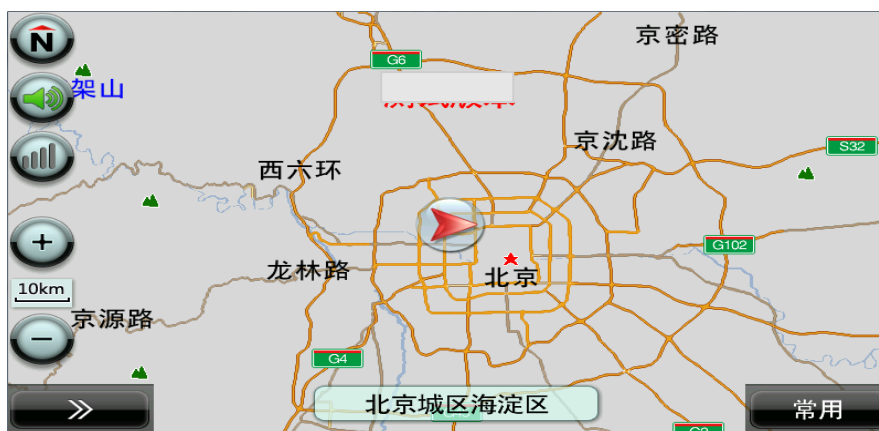 N
京密路
G6
架山
京沈路
S32
西六环
G102
龙林路
北京
10km
京源路
G4
北京城区海淀区
常用